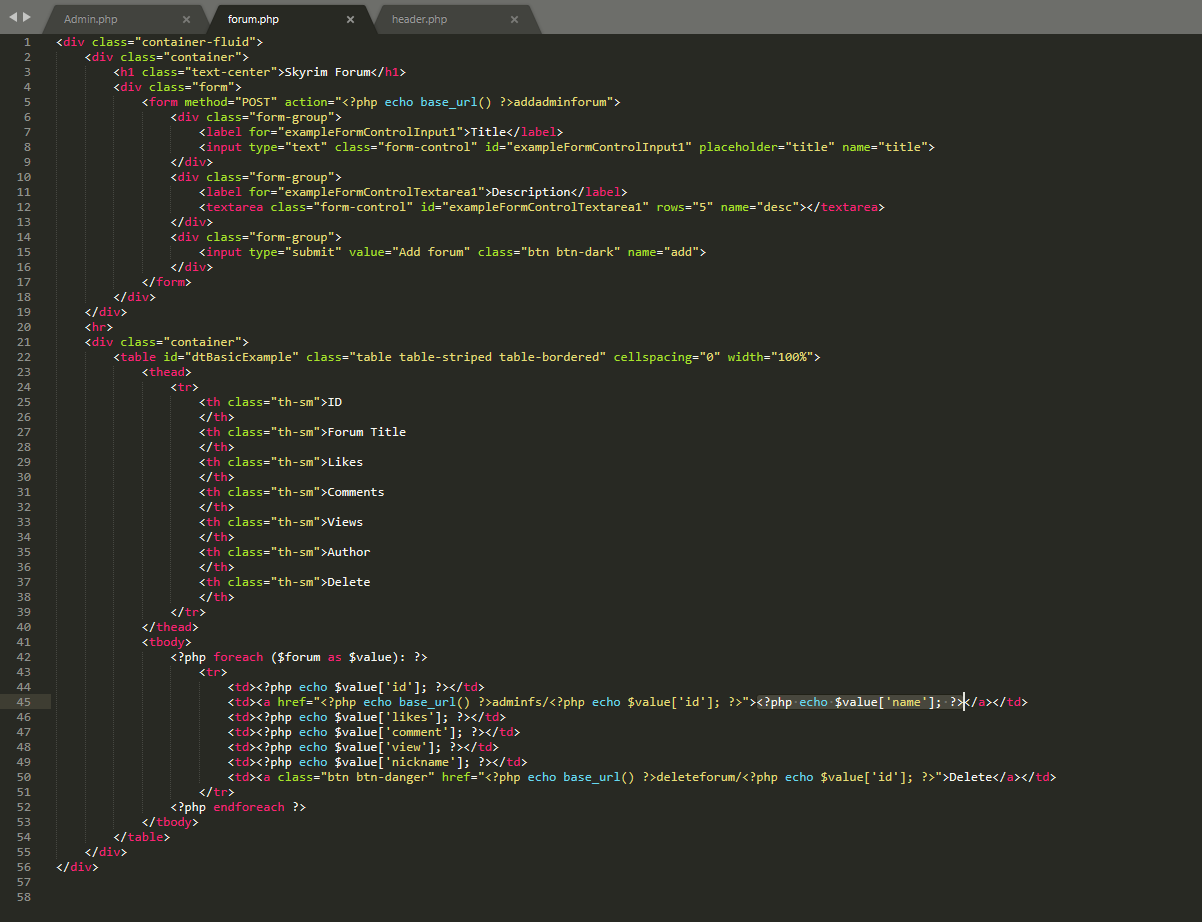 Admin.php × forum.php × header.php ×
1 <div class="container-fluid">
2 <div class="container">
3 <h1 class="text-center">Skyrim Forum</h1>
4 <div class="form">
5 <form method="POST" action="<?php echo base_url() ?>addadminforum">
6 <div class="form-group">
7 <label for="exampleFormControlInput1">Title</label>
8 <input type="text" class="form-control" id="exampleFormControlInput1" placeholder="title" name="title">
9 </div>
10 <div class="form-group">
11 <label for="exampleFormControlTextarea1">Description</label>
12 <textarea class="form-control" id="exampleFormControlTextarea1" rows="5" name="desc"></textarea>
13 </div>
14 <div class="form-group">
15 <input type="submit" value="Add forum" class="btn btn-dark" name="add">
16 </div>
17 </form>
18 </div>
19 </div>
20 <hr>
21 <div class="container">
22 <table id="dtBasicExample" class="table table-striped table-bordered" cellspacing="0" width="100%">
23 <thead>
24 <tr>
25 <th class="th-sm">ID
26 </th>
27 <th class="th-sm">Forum Title
28 </th>
29 <th class="th-sm">Likes
30 </th>
31 <th class="th-sm">Comments
32 </th>
33 <th class="th-sm">Views
34 </th>
35 <th class="th-sm">Author
36 </th>
37 <th class="th-sm">Delete
38 </th>
39 </tr>
40 </thead>
41 <tbody>
42 <?php foreach ($forum as $value): ?>
43 <tr>
44 <td><?php echo $value['id']; ?></td>
45 <td><a href="<?php echo base_url() ?>adminfs/<?php echo $value['id']; ?>"><?php echo $value['name']; ?></a></td>
46 <td><?php echo $value['likes']; ?></td>
47 <td><?php echo $value['comment']; ?></td>
48 <td><?php echo $value['view']; ?></td>
49 <td><?php echo $value['nickname']; ?></td>
50 <td><a class="btn btn-danger" href="<?php echo base_url() ?>deleteforum/<?php echo $value['id']; ?>">Delete</a></td>
51 </tr>
52 <?php endforeach ?>
53 </tbody>
54 </table>
55 </div>
56 </div>
57
58